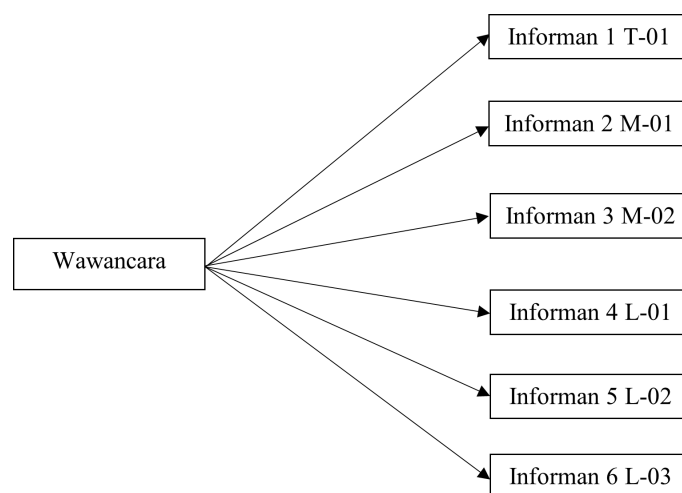 Informan 1 T-01
Informan 2 M-01
Informan 3 M-02
Wawancara
Informan 4 L-01
Informan 5 L-02
Informan 6 L-03